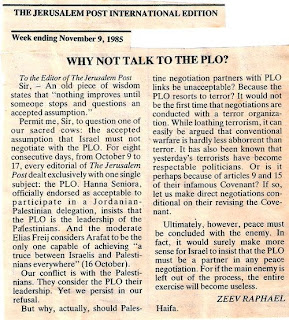 THE JERUSALEM POST INTERNATIONAL EDITION
Week ending November 9, 1985
WHY NOT TALK TO THE PLO?
To the Editor of The Jerusalem Post
Sir, – An old piece of wisdom
states that "nothing improves until
someone stops and questions an
accepted assumption."
Permit me, Sir, to question one of
our sacred cows: the accepted
assumption that Israel must not
negotiate with the PLO. For eight
consecutive days, from October 9 to
17, every editorial of The Jerusalem
Post dealt exclusively with one single
subject: the PLO. Hanna Seniora,
officially endorsed as acceptable to
participate in a Jordanian-
Palestinian delegation, insists that
the PLO is the leadership of the
Palestinians. And the moderate
Elias Freij considers Arafat to be the
only one capable of achieving "a
truce between Israelis and Palesti-
nians everywhere" (16 October).
Our conflict is with the Palesti-
nians. They consider the PLO their
leadership. Yet we persist in our
refusal.
But why, actually, should Pales-
tine negotiation partners with PLO
links be unacceptable? Because the
PLO resorts to terror? It would not
be the first time that negotiations are
conducted with a terror organiza-
tion. While loathing terrorism, it can
easily be argued that conventional
warfare is hardly less abhorrent than
terror. It has also been known that
yesterday's terrorists have become
respectable politicians. Or is it
perhaps because of articles 9 and 15
of their infamous Covenant? If so,
let us make direct negotiations con-
ditional on their revising the Cove-
nant.
Ultimately, however, peace must
be concluded with the enemy. In
fact, it would surely make more
sense for Israel to insist that the PLO
must be a partner in any peace
negotiation. For if the main enemy is
left out of the process, the entire
exercise will become useless.
ZEEV RAPHAEL
Haifa.